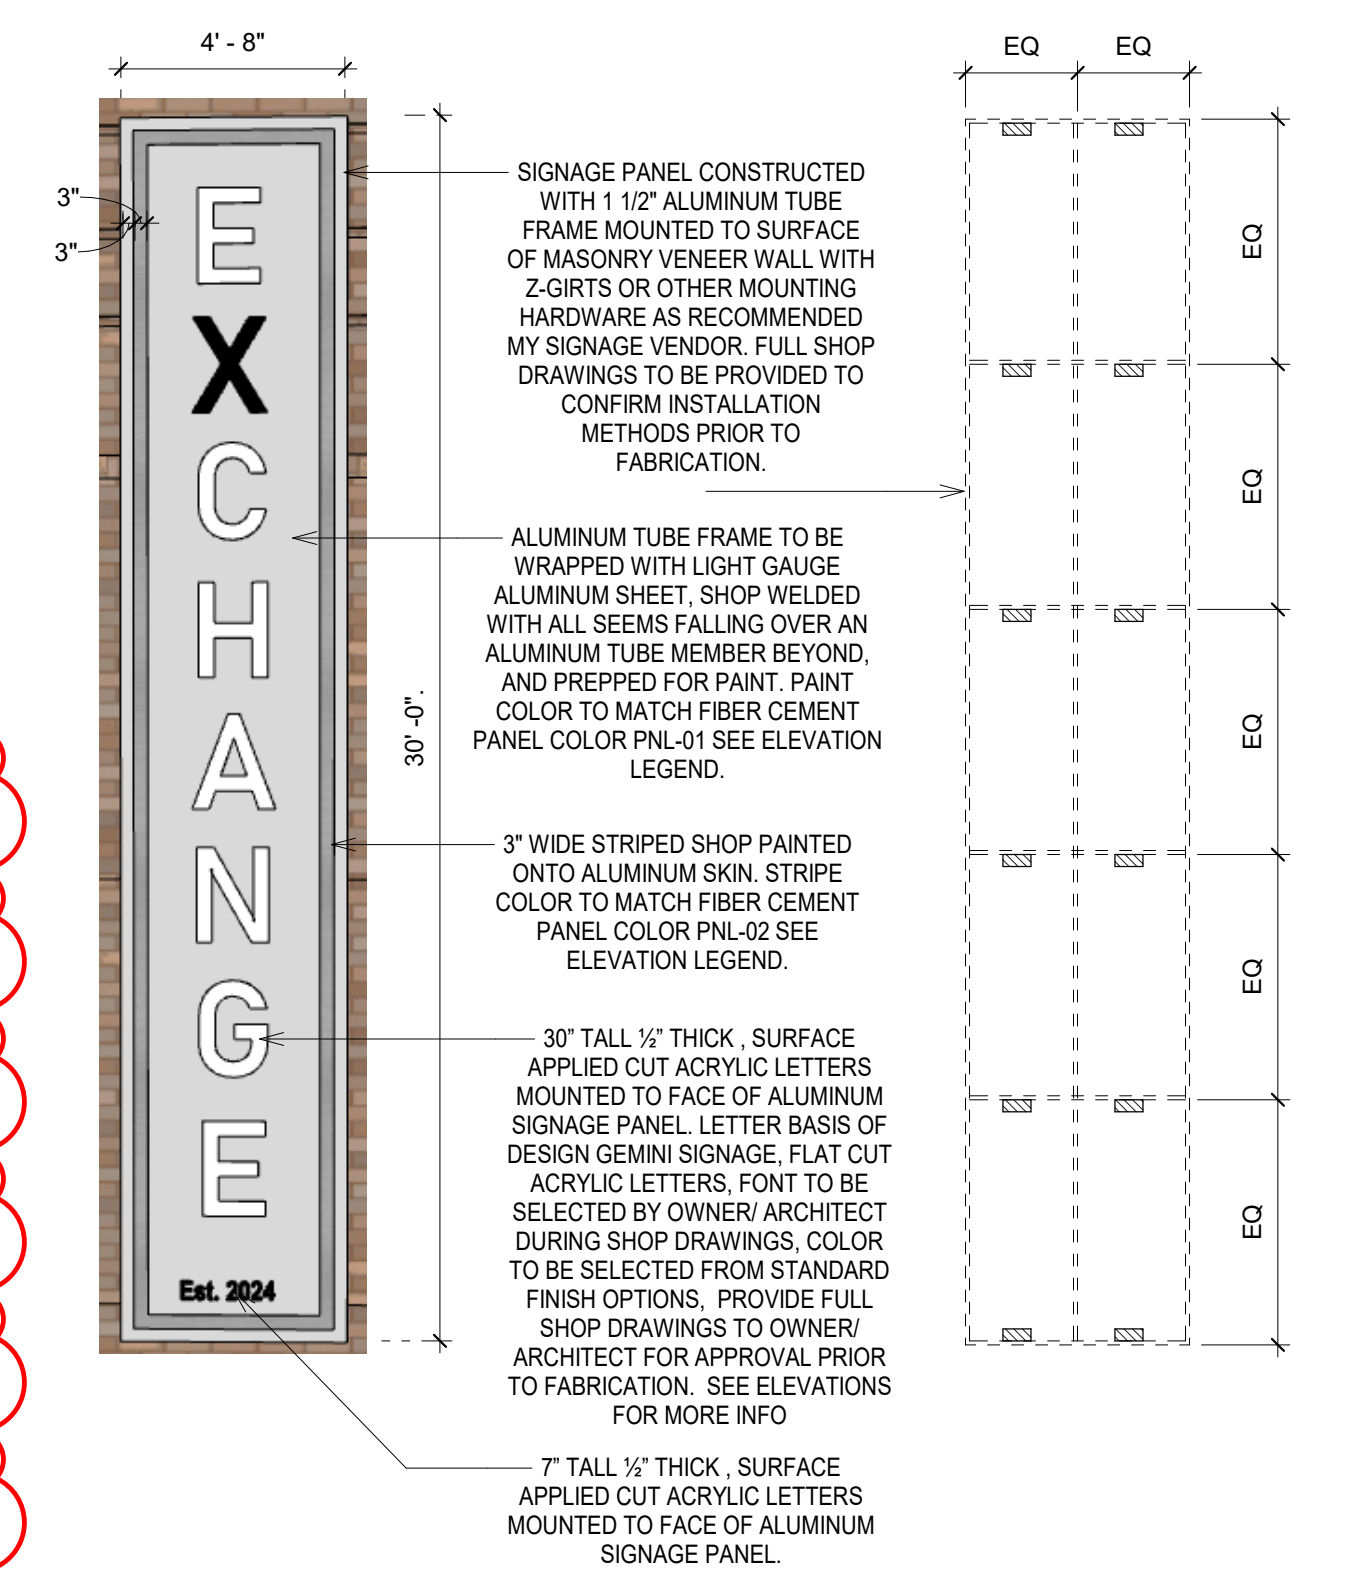 4' - 8"
EQ
EQ
3"
3"
E
X
C
H
A
N
G
E
Est. 2024
30' -0".
SIGNAGE PANEL CONSTRUCTED
WITH 1 1/2" ALUMINUM TUBE
FRAME MOUNTED TO SURFACE
OF MASONRY VENEER WALL WITH
Z-GIRTS OR OTHER MOUNTING
HARDWARE AS RECOMMENDED
MY SIGNAGE VENDOR. FULL SHOP
DRAWINGS TO BE PROVIDED TO
CONFIRM INSTALLATION
METHODS PRIOR TO
FABRICATION.
ALUMINUM TUBE FRAME TO BE
WRAPPED WITH LIGHT GAUGE
ALUMINUM SHEET, SHOP WELDED
WITH ALL SEEMS FALLING OVER AN
ALUMINUM TUBE MEMBER BEYOND,
AND PREPPED FOR PAINT. PAINT
COLOR TO MATCH FIBER CEMENT
PANEL COLOR PNL-01 SEE ELEVATION
LEGEND.
3" WIDE STRIPED SHOP PAINTED
ONTO ALUMINUM SKIN. STRIPE
COLOR TO MATCH FIBER CEMENT
PANEL COLOR PNL-02 SEE
ELEVATION LEGEND.
30” TALL ½” THICK , SURFACE
APPLIED CUT ACRYLIC LETTERS
MOUNTED TO FACE OF ALUMINUM
SIGNAGE PANEL. LETTER BASIS OF
DESIGN GEMINI SIGNAGE, FLAT CUT
ACRYLIC LETTERS, FONT TO BE
SELECTED BY OWNER/ ARCHITECT
DURING SHOP DRAWINGS, COLOR
TO BE SELECTED FROM STANDARD
FINISH OPTIONS,  PROVIDE FULL
SHOP DRAWINGS TO OWNER/
ARCHITECT FOR APPROVAL PRIOR
TO FABRICATION.  SEE ELEVATIONS
FOR MORE INFO
7” TALL ½” THICK , SURFACE
APPLIED CUT ACRYLIC LETTERS
MOUNTED TO FACE OF ALUMINUM
SIGNAGE PANEL.
EQ
EQ
EQ
EQ
EQ